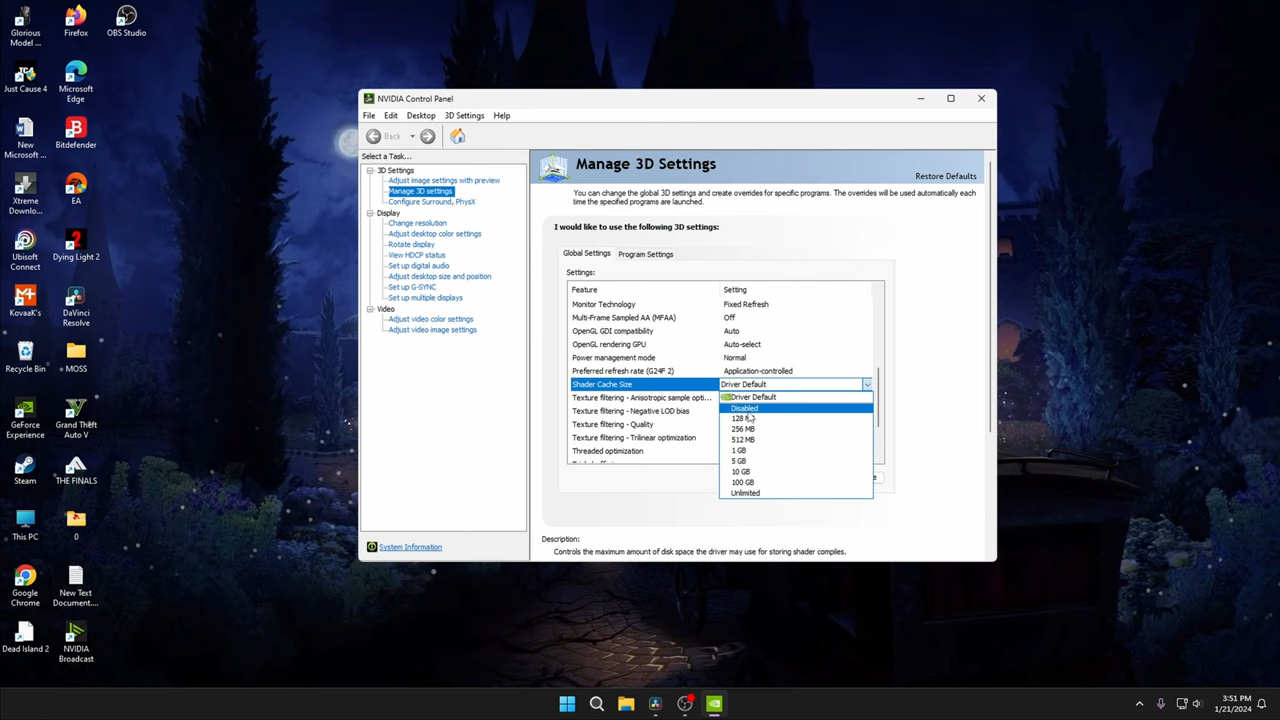 Glorious
Model ...
Firefox
OBS Studio
Just Cause 4
Microsoft
Edge
New
Microsoft ...
Bitdefender
Xtreme
Downlo...
EA
Ubisoft
Connect
Dying Light 2
KovaaK's
DaVinci
Resolve
Recycle Bin
MOSS
GeForce
Experience
Grand Theft
Auto V
Steam
THE FINALS
This PC
0
Google
Chrome
New Text
Document....
Dead Island 2
NVIDIA
Broadcast
NVIDIA Control Panel
File Edit Desktop 3D Settings Help
Back
Select a Task...
3D Settings
Adjust image settings with preview
Manage 3D settings
Configure Surround, PhysX
Display
Change resolution
Adjust desktop color settings
Rotate display
View HDCP status
Set up digital audio
Adjust desktop size and position
Set up G-SYNC
Set up multiple displays
Video
Adjust video color settings
Adjust video image settings
System Information
Manage 3D Settings
Restore Defaults
You can change the global 3D settings and create overrides for specific programs. The overrides will be used automatically each
time the specified programs are launched.
I would like to use the following 3D settings:
Global Settings Program Settings
Settings:
Feature Setting
Monitor Technology Fixed Refresh
Multi-Frame Sampled AA (MFAA) Off
OpenGL GDI compatibility Auto
OpenGL rendering GPU Auto-select
Power management mode Normal
Preferred refresh rate (G24F 2) Application-controlled
Shader Cache Size Driver Default
Texture filtering - Anisotropic sample opti...
Texture filtering - Negative LOD bias
Texture filtering - Quality
Texture filtering - Trilinear optimization
Threaded optimization
Driver Default
Disabled
128 M
256 MB
512 MB
1 GB
5 GB
10 GB
100 GB
Unlimited
Description:
Controls the maximum amount of disk space the driver may use for storing shader compiles.
3:51 PM
1/21/2024